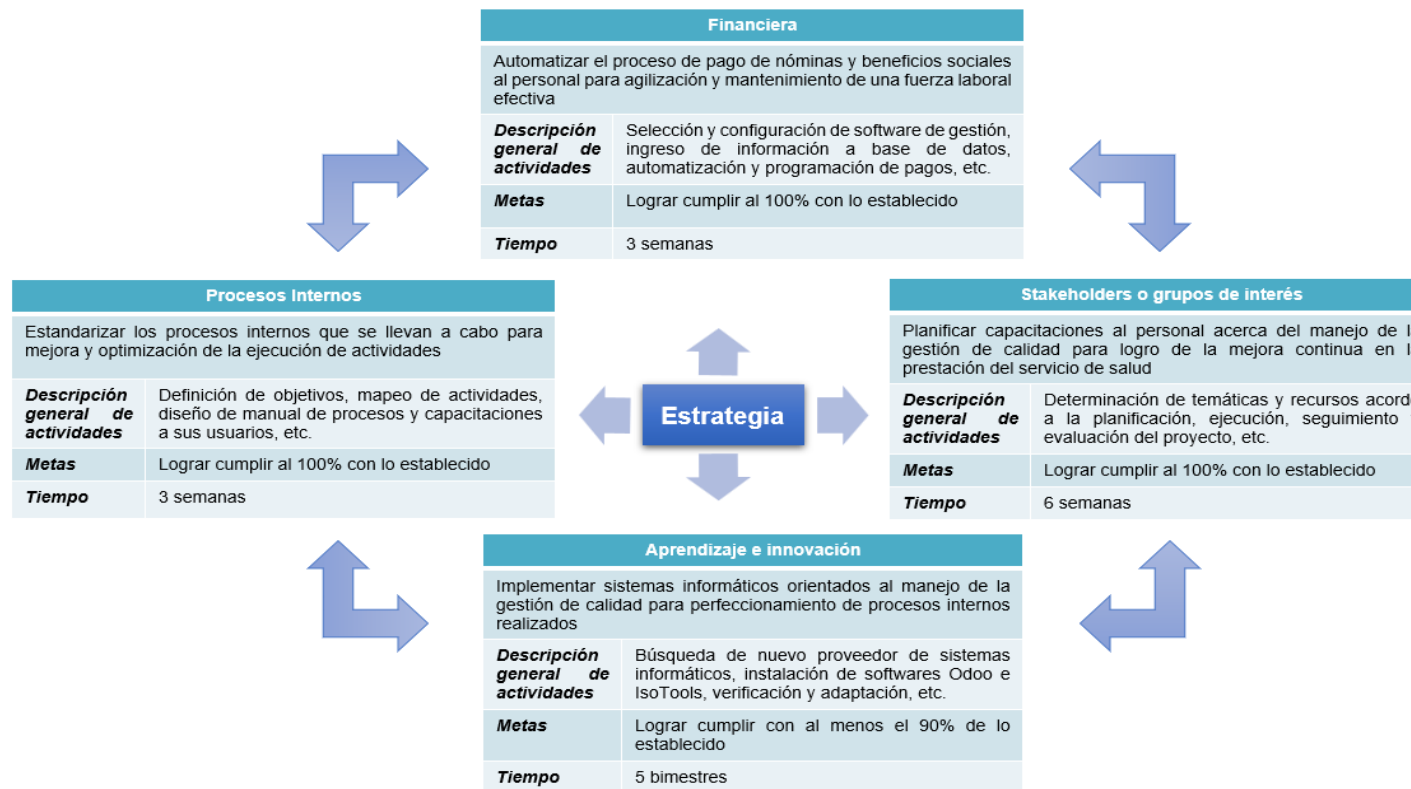 Financiera
Automatizar el proceso de pago de nóminas y beneficios sociales
al personal para agilización y mantenimiento de una fuerza laboral
efectiva
Descripción
general de
actividades
Selección y configuración de software de gestión,
ingreso de información a base de datos,
automatización y programación de pagos, etc.
Metas
Lograr cumplir al 100% con lo establecido
Tiempo
3 semanas
Procesos Internos
Estandarizar los procesos internos que se llevan a cabo para
mejora y optimización de la ejecución de actividades
Descripción
general de
actividades
Definición de objetivos, mapeo de actividades,
diseño de manual de procesos y capacitaciones
a sus usuarios, etc.
Metas
Lograr cumplir al 100% con lo establecido
Tiempo
3 semanas
Estrategia
Stakeholders o grupos de interés
Planificar capacitaciones al personal acerca del manejo de
gestión de calidad para logro de la mejora continua en
prestación del servicio de salud
Descripción
general de
actividades
Determinación de temáticas y recursos
a la planificación, ejecución, seguimiento
evaluación del proyecto, etc.
Metas
Lograr cumplir al 100% con lo establecido
Tiempo
6 semanas
Aprendizaje e innovación
Implementar sistemas informáticos orientados al manejo de la
gestión de calidad para perfeccionamiento de procesos internos
realizados
Descripción
general de
actividades
Búsqueda de nuevo proveedor de sistemas
informáticos, instalación de softwares Odoo e
IsoTools, verificación y adaptación, etc.
Metas
Lograr cumplir con al menos el 90% de lo
establecido
Tiempo
5 bimestres